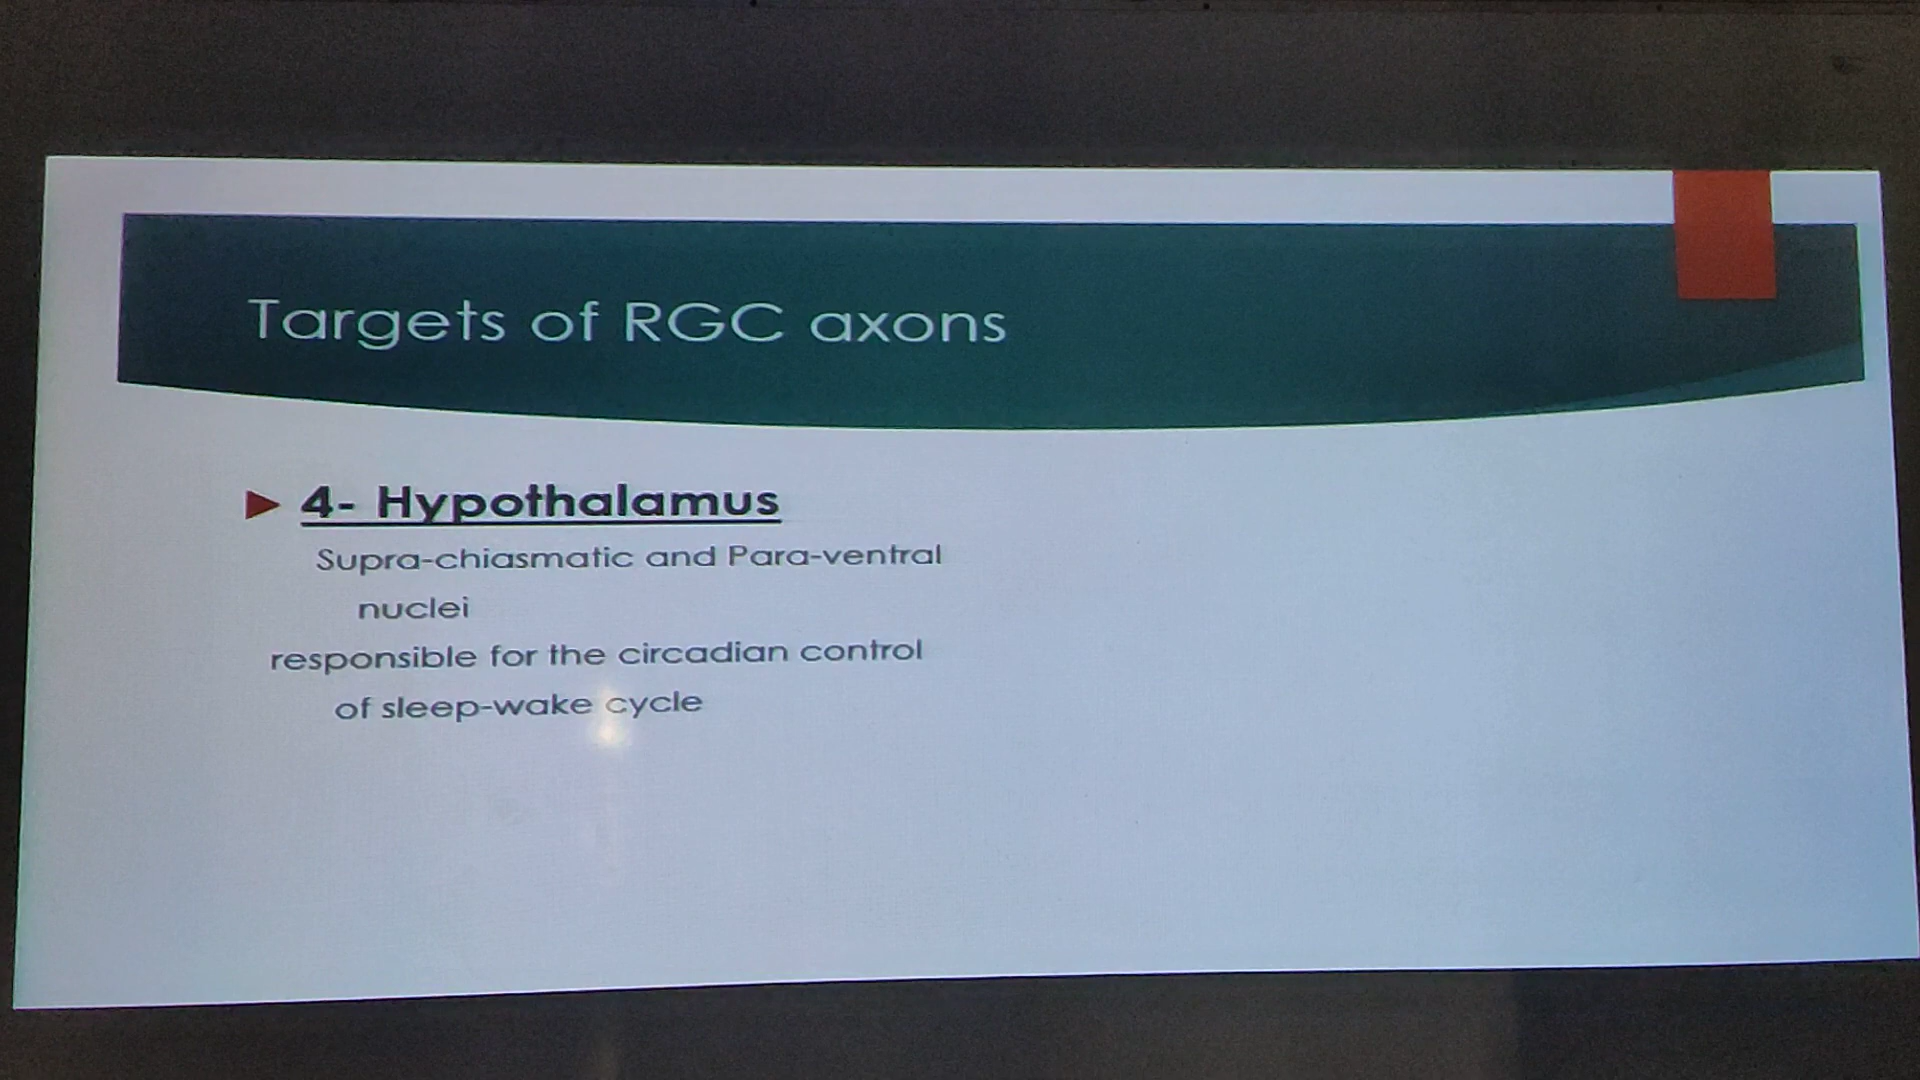 Targets of RGC axons
4- Hypothalamus
Supra-chiasmatic and Para-ventral
nuclei
responsible for the circadian control
of sleep-wake cycle